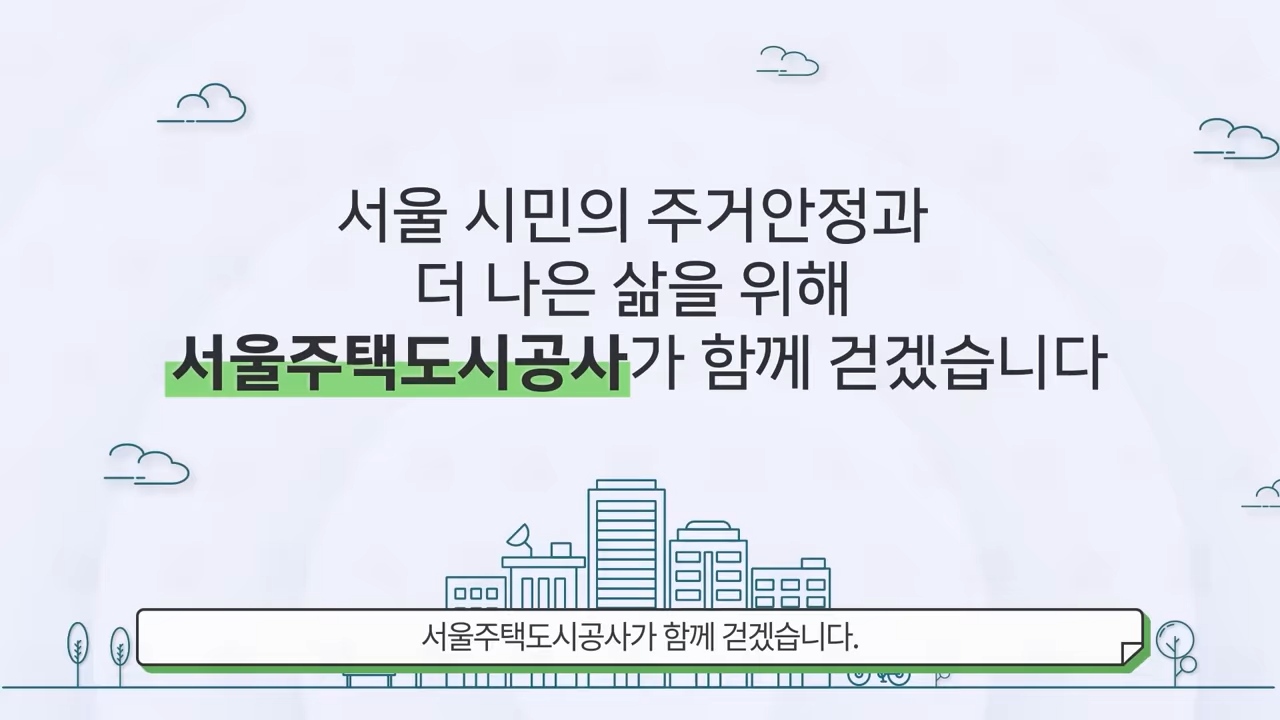 서울 시민의 주거안정과
더 나은 삶을 위해
서울주택도시공사가 함께 걷겠습니다
서울주택도시공사가 함께 걷겠습니다.